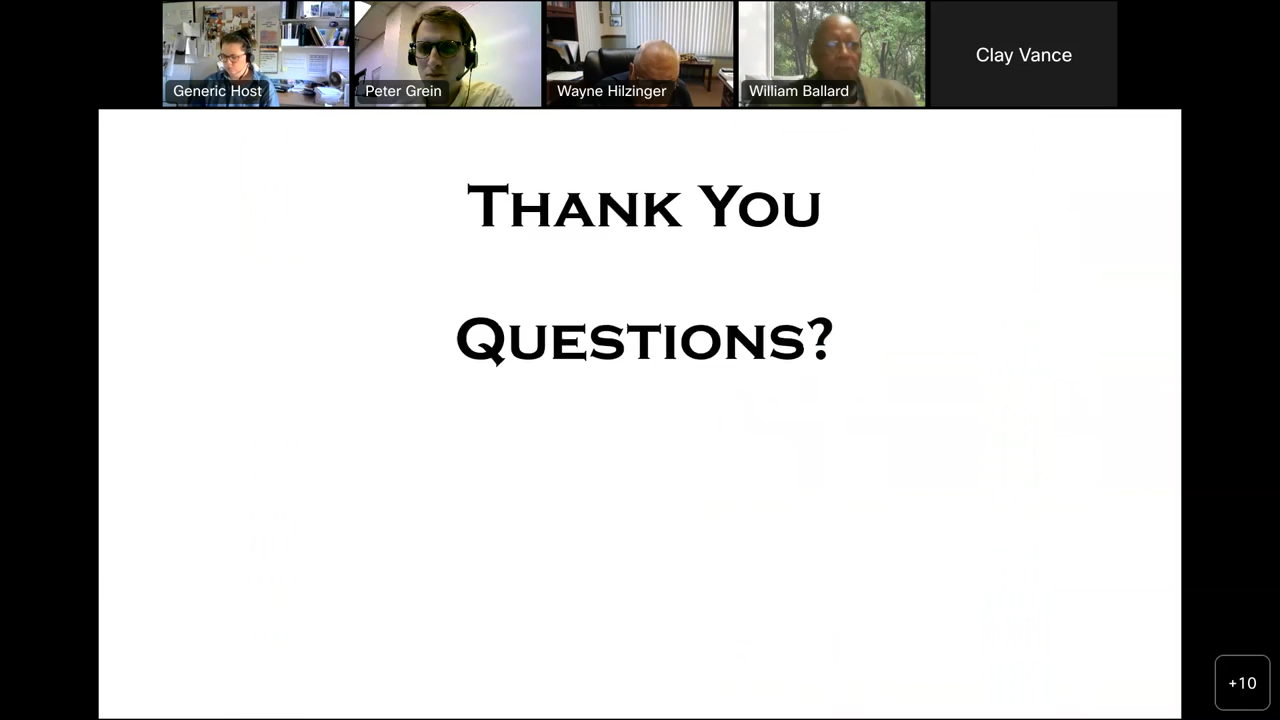 Generic Host
Peter Grein
Wayne Hilzinger
William Ballard
Clay Vance
THANK YOU
QUESTIONS?
+10